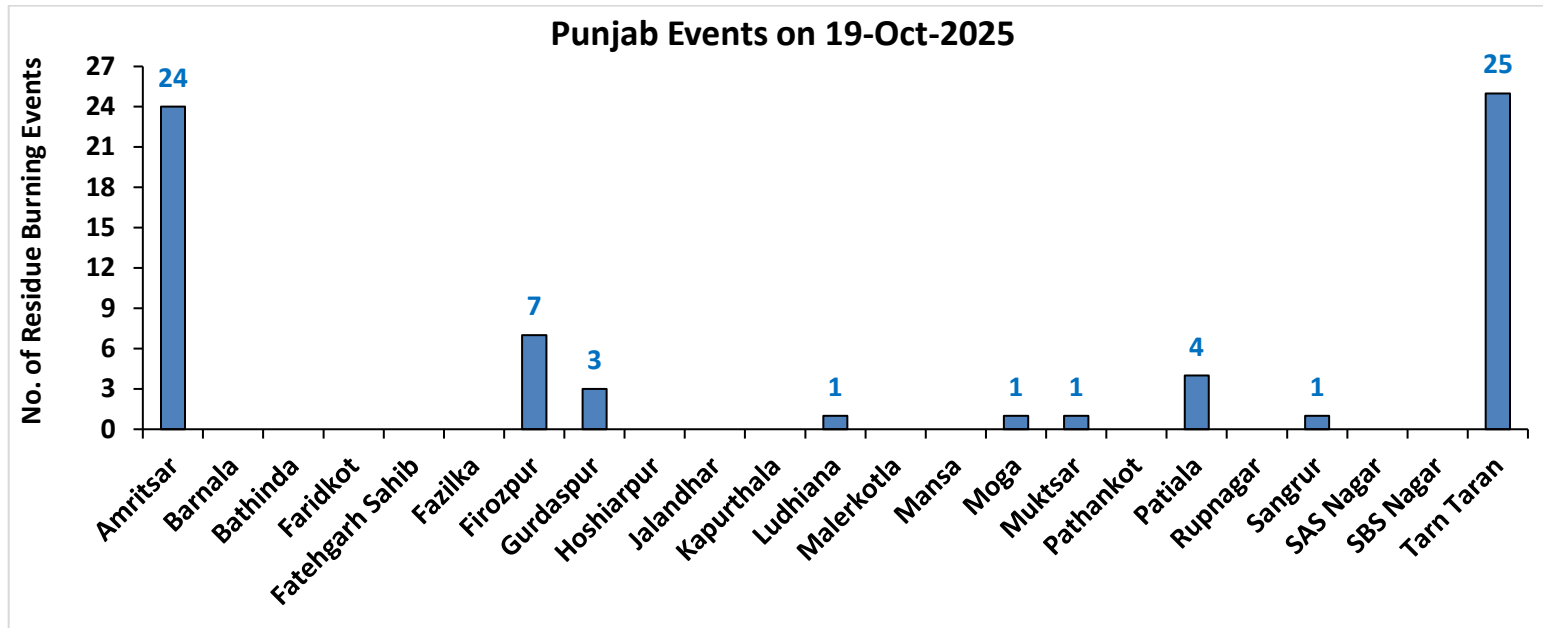 Punjab Events on 19-Oct-2025
No. of Residue Burning Events
27
24
21
18
15
12
9
6
3
0
24
7
3
1
1
1
4
1
25
Amritsar
Barnala
Bathinda
Faridkot
Fatehgarh Sahib
Fazilka
Firozpur
Gurdaspur
Hoshiarpur
Jalandhar
Kapurthala
Ludhiana
Malerkotla
Mansa
Moga
Muktsar
Pathankot
Patiala
Rupnagar
Sangrur
SAS Nagar
SBS Nagar
Tarn Taran